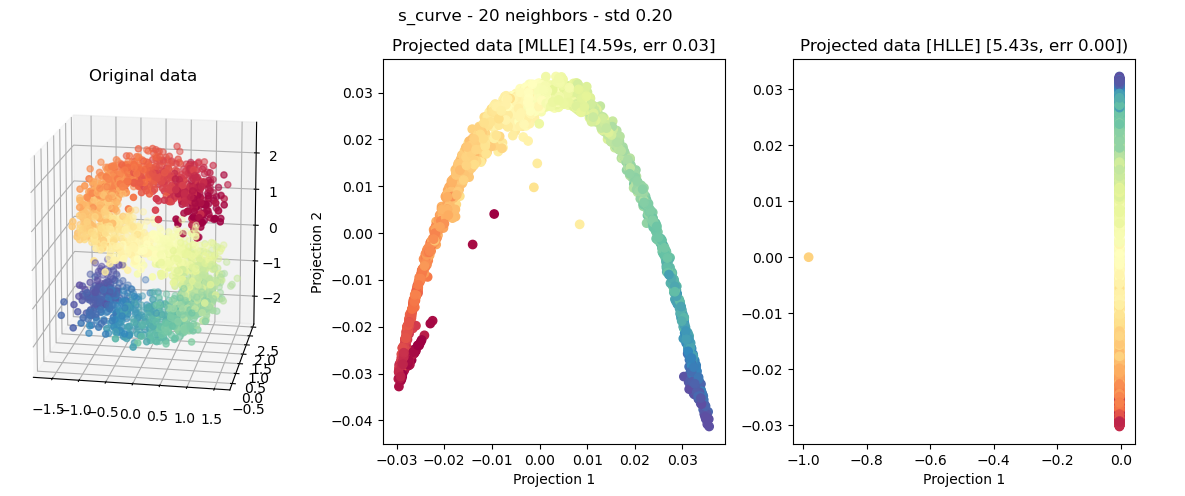 s_curve - 20 neighbors - std 0.20
Original data
2
1
0
−1
−2
2.5
2.0
1.5
1.0
0.5
0.0
−0.5
−1.5 −1.0 −0.5 0.0 0.5 1.0 1.5
Projected data [MLLE] [4.59s, err 0.03]
Projection 2
0.03
0.02
0.01
0.00
−0.01
−0.02
−0.03
−0.04
−0.03 −0.02 −0.01 0.00 0.01 0.02 0.03
Projection 1
Projected data [HLLE] [5.43s, err 0.00])
0.03
0.02
0.01
0.00
−0.01
−0.02
−0.03
−1.0 −0.8 −0.6 −0.4 −0.2 0.0
Projection 1